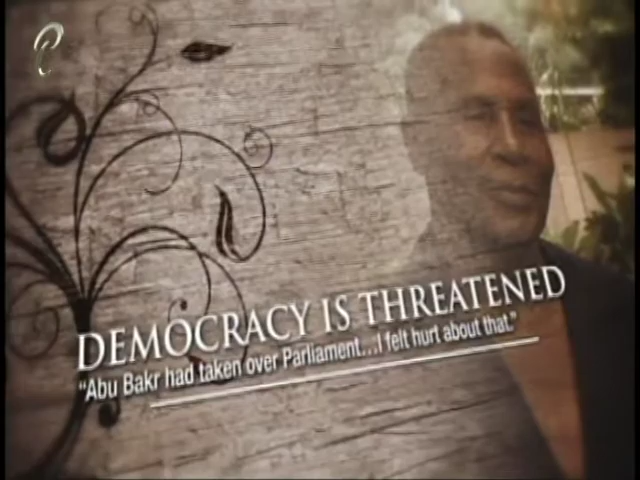 DEMOCRACY IS THREATENED
“Abu Bakr had taken over Parliament...I felt hurt about that.”